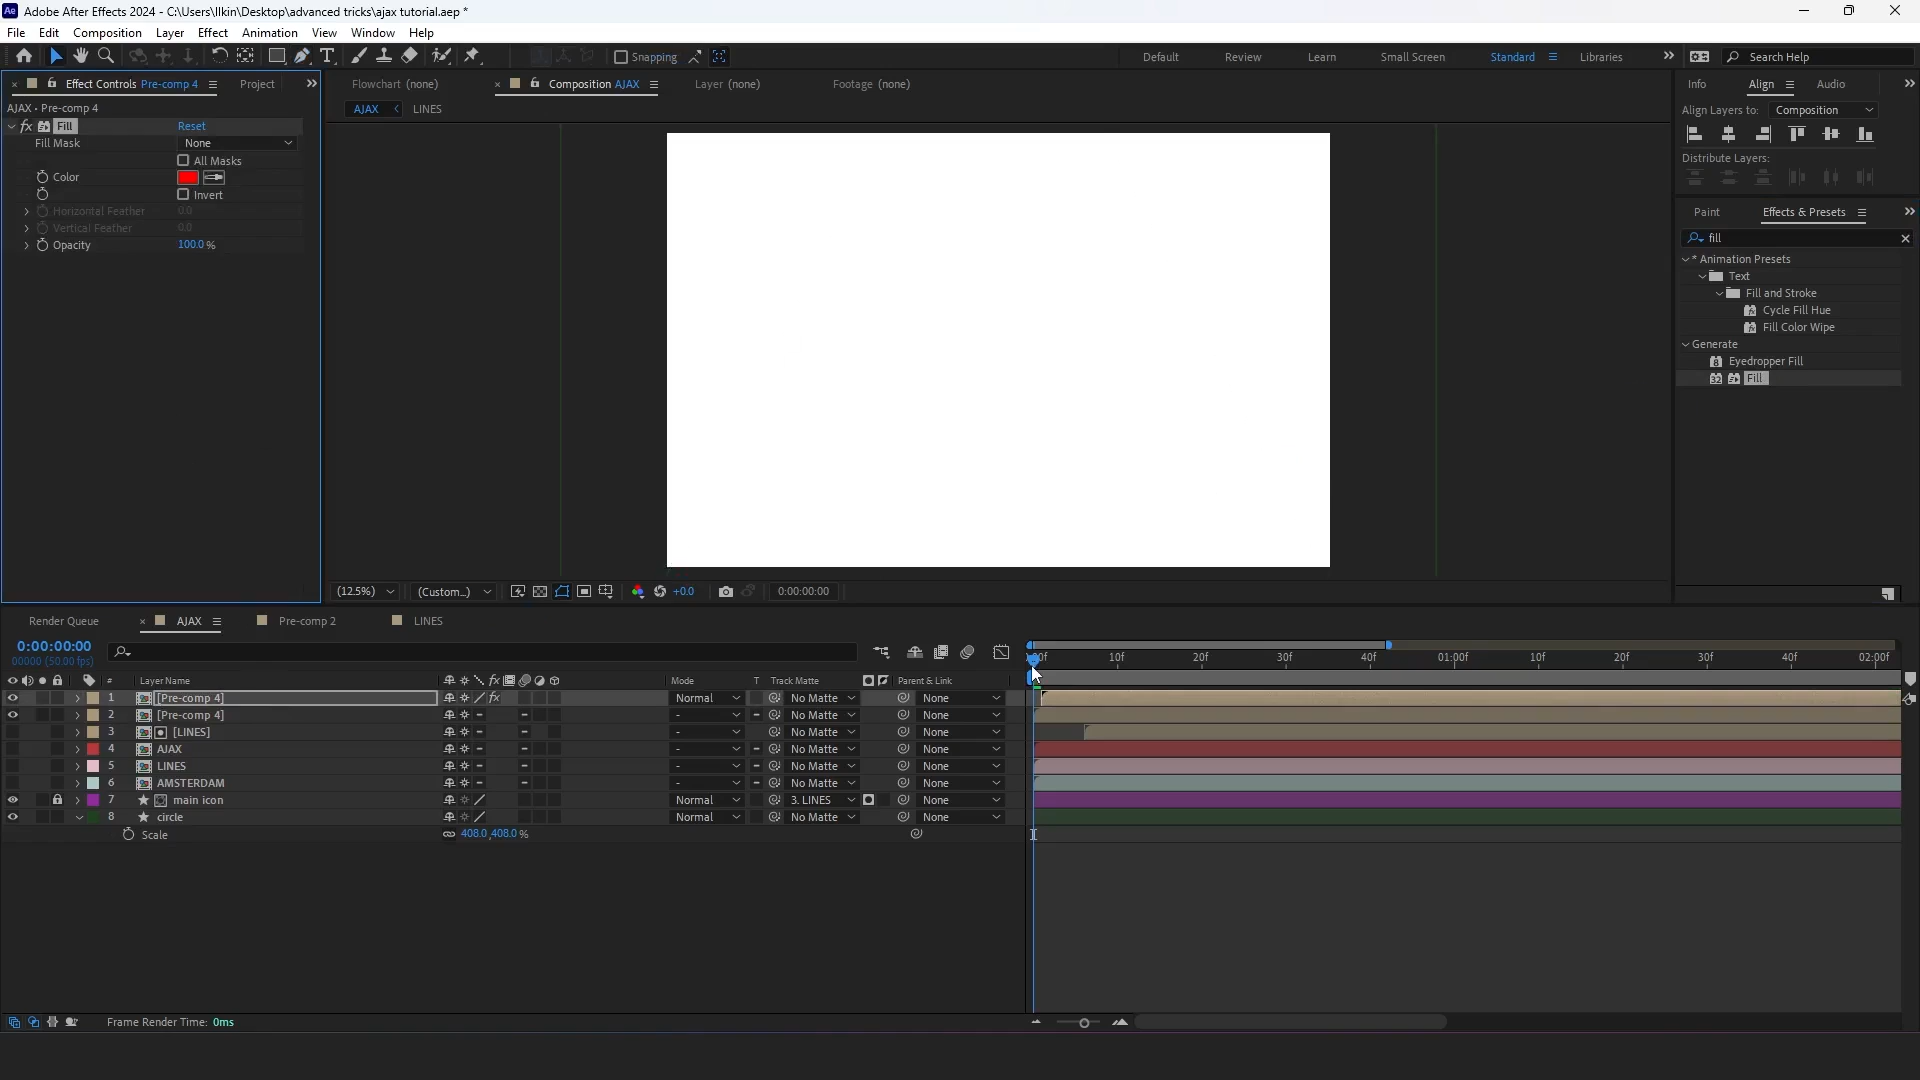 Adobe After Effects 2024 - C:\Users\Ilkin\Desktop\advanced tricks\ajax tutorial.aep *
File Edit Composition Layer Effect Animation View Window Help
Snapping Default Review Learn Small Screen Standard Libraries Search Help
Effect Controls Pre-comp 4 Project
Flowchart (none) Composition AJAX Layer (none) Footage (none)
Info Align Audio
AJAX • Pre-comp 4
AJAX LINES
Align Layers to: Composition
fx Fill Reset
Fill Mask None
All Masks
Color
Invert
Horizontal Feather 0.0
Vertical Feather 0.0
Opacity 100.0 %
Distribute Layers:
Paint Effects & Presets
fill
* Animation Presets
Text
Fill and Stroke
Cycle Fill Hue
Fill Color Wipe
Generate
Eyedropper Fill
Fill
(12.5%) (Custom...) +0.0 0:00:00:00
Render Queue AJAX Pre-comp 2 LINES
0:00:00:00
00000 (50.00 fps)
:00f 10f 20f 30f 40f 01:00f 10f 20f 30f 40f 02:00f
# Layer Name fx Mode T Track Matte Parent & Link
1 [Pre-comp 4] fx Normal No Matte None
2 [Pre-comp 4] - No Matte None
3 [LINES] - No Matte None
4 AJAX - No Matte None
5 LINES - No Matte None
6 AMSTERDAM - No Matte None
7 main icon Normal 3. LINES None
8 circle Normal No Matte None
Scale 408.0,408.0 %
Frame Render Time: 0ms